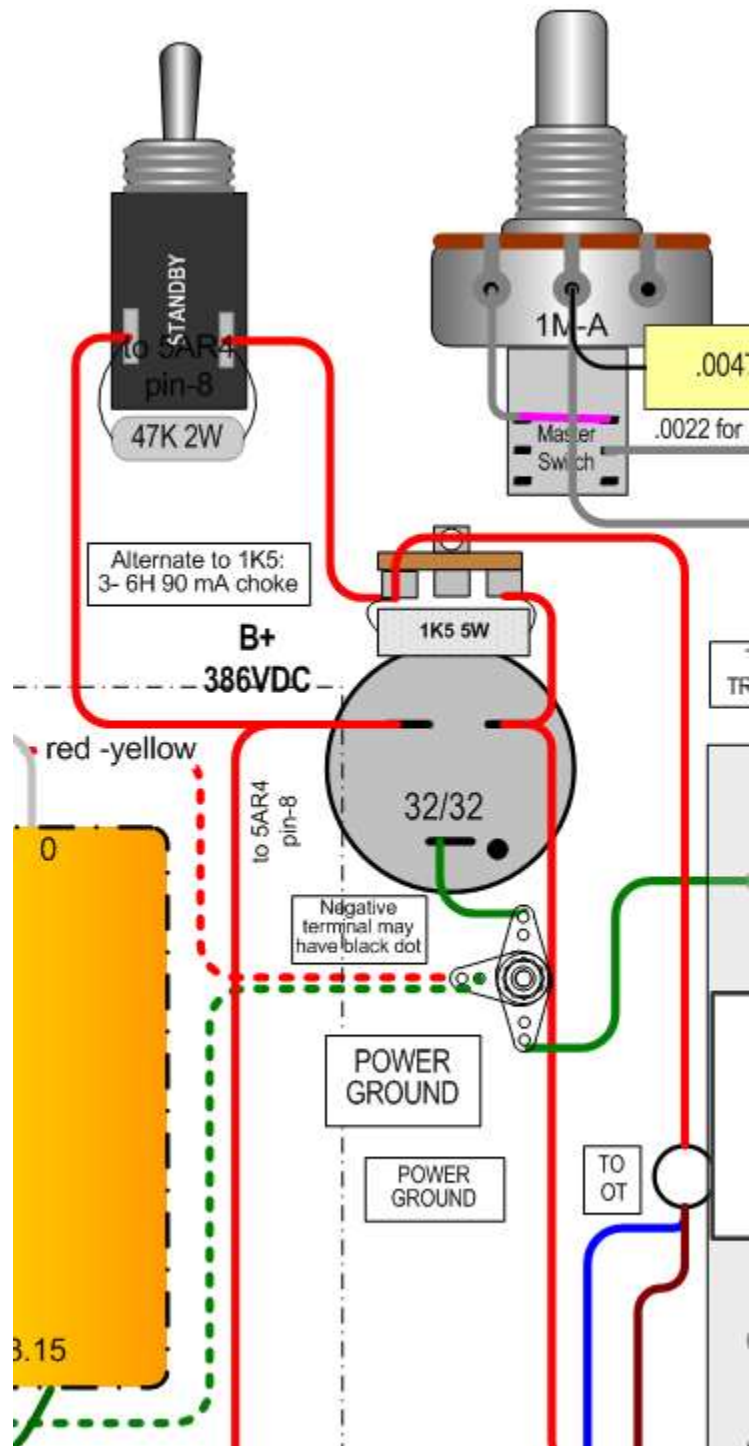 STANDBY
to 5AR4
pin-8
47K 2W
1M-A
.0047
Master
Switch
.0022 for
Alternate to 1K5:
3- 6H 90 mA choke
1K5 5W
B+
386VDC
red -yellow
to 5AR4
pin-8
32/32
0
Negative
terminal may
have black dot
POWER
GROUND
POWER
GROUND
TO
OT
3.15